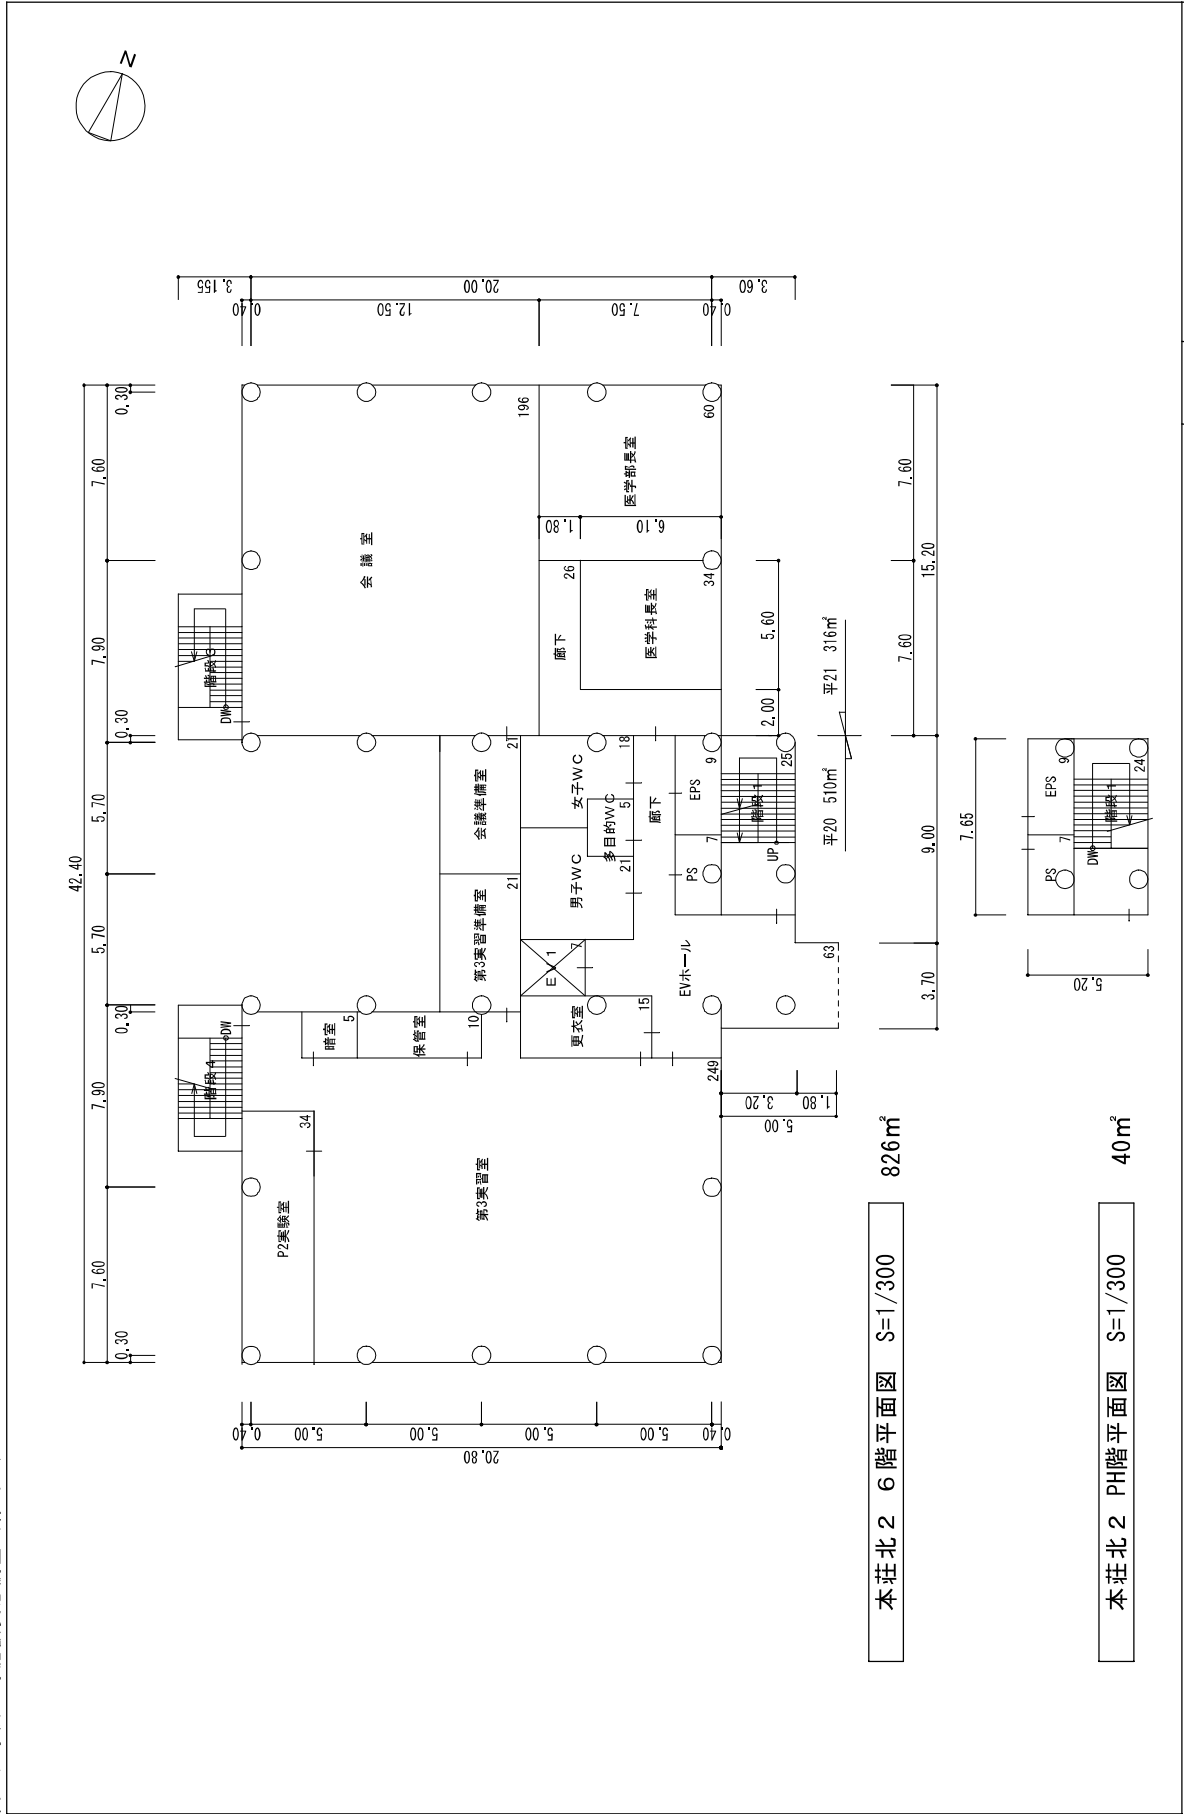 N
42.40
0.30
7.60
7.90
0.30
5.70
5.70
0.30
7.90
7.60
0.30
3.155
0.40
20.00
12.50
7.50
0.40
3.60
階段3
DW
階段4
DW
会議室
196
医学部長室
60
1.80
6.10
廊下
26
医学科長室
34
会議準備室
21
第3実習準備室
21
女子WC
18
多目的WC
5
男子WC
21
廊下
EPS
9
PS
7
階段1
25
UP
EV1
7
EVホール
63
更衣室
15
暗室
5
保管室
10
P2実験室
34
第3実習室
249
5.60
2.00
平21 316㎡
平20 510㎡
7.60
7.60
15.20
9.00
3.70
3.20
1.80
5.00
0.40
5.00
5.00
5.00
5.00
0.40
20.80
本荘北2 6階平面図 S=1/300
826㎡
7.65
5.20
EPS
9
PS
7
階段1
24
DW
本荘北2 PH階平面図 S=1/300
40㎡